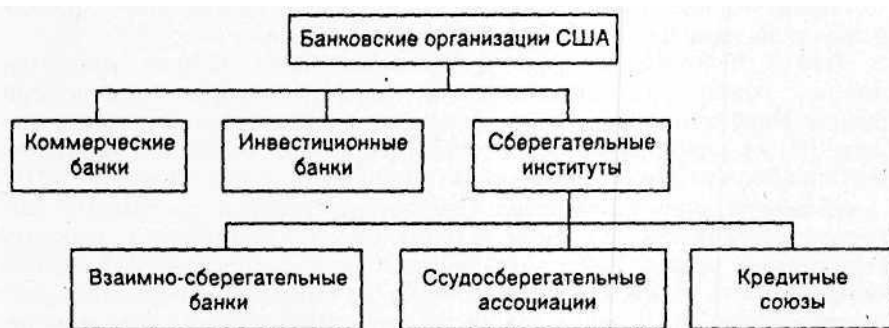 Банковские организации США
Коммерческие
банки
Инвестиционные
банки
Сберегательные
институты
Взаимно-сберегательные
банки
Ссудосберегательные
ассоциации
Кредитные
союзы